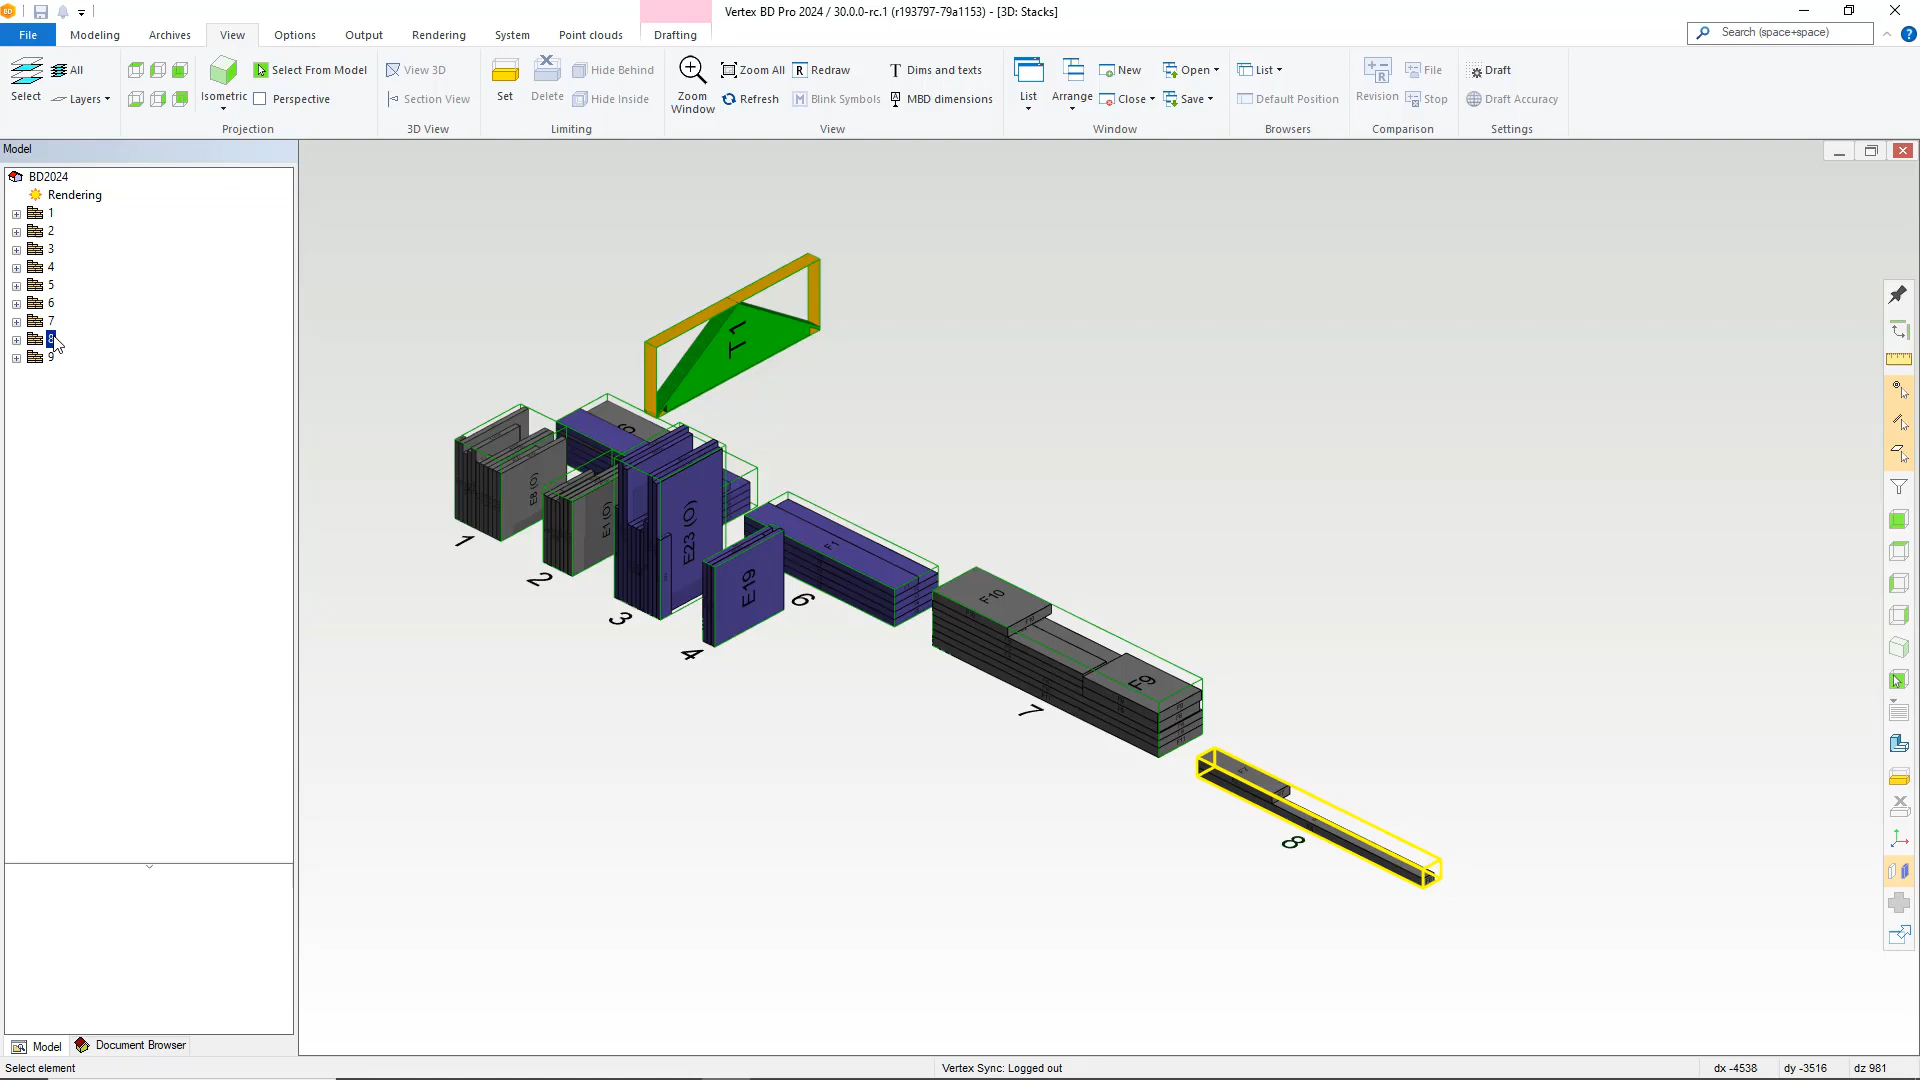 Vertex BD Pro 2024 / 30.0.0-rc.1 (r193797-79a1153) - [3D: Stacks]
File Modeling Archives View Options Output Rendering System Point clouds Drafting Search (space+space)
Select All Layers
Isometric Select From Model Perspective
View 3D Section View
Set Delete Hide Behind Hide Inside
Zoom Window Zoom All Redraw Dims and texts
Refresh Blink Symbols MBD dimensions
List Arrange New Open Close Save
List Default Position
Revision File Stop
Draft Draft Accuracy
Projection 3D View Limiting View Window Browsers Comparison Settings
Model
BD2024
Rendering
1
2
3
4
5
6
7
8
9
T1
E8 (O)
E1 (O)
E23 (O)
E19
F1
F10
F9
1
2
3
4
6
7
8
Model Document Browser
Select element Vertex Sync: Logged out dx -4538 dy -3516 dz 981